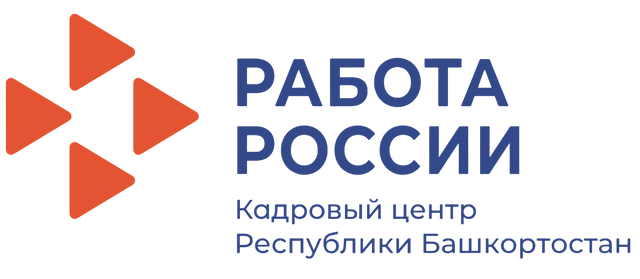 РАБОТА
РОССИИ
Кадровый центр
Республики Башкортостан